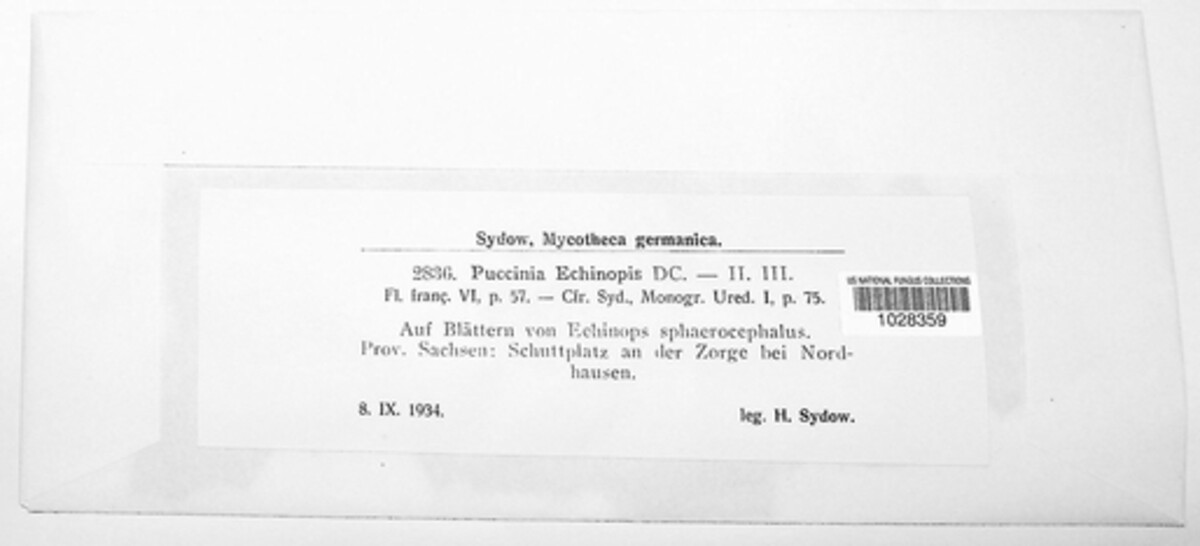 Sydow, Mycotheca germanica.
2836. Puccinia Echinopis DC. — II. III.
Fl. franç. VI, p. 57. — Cfr. Syd., Monogr. Ured. I, p. 75.
US NATIONAL FUNGUS COLLECTIONS
1028359
Auf Blättern von Echinops sphaerocephalus.
Prov. Sachsen: Schuttplatz an der Zorge bei Nord-
hausen.
8. IX. 1934.
leg. H. Sydow.